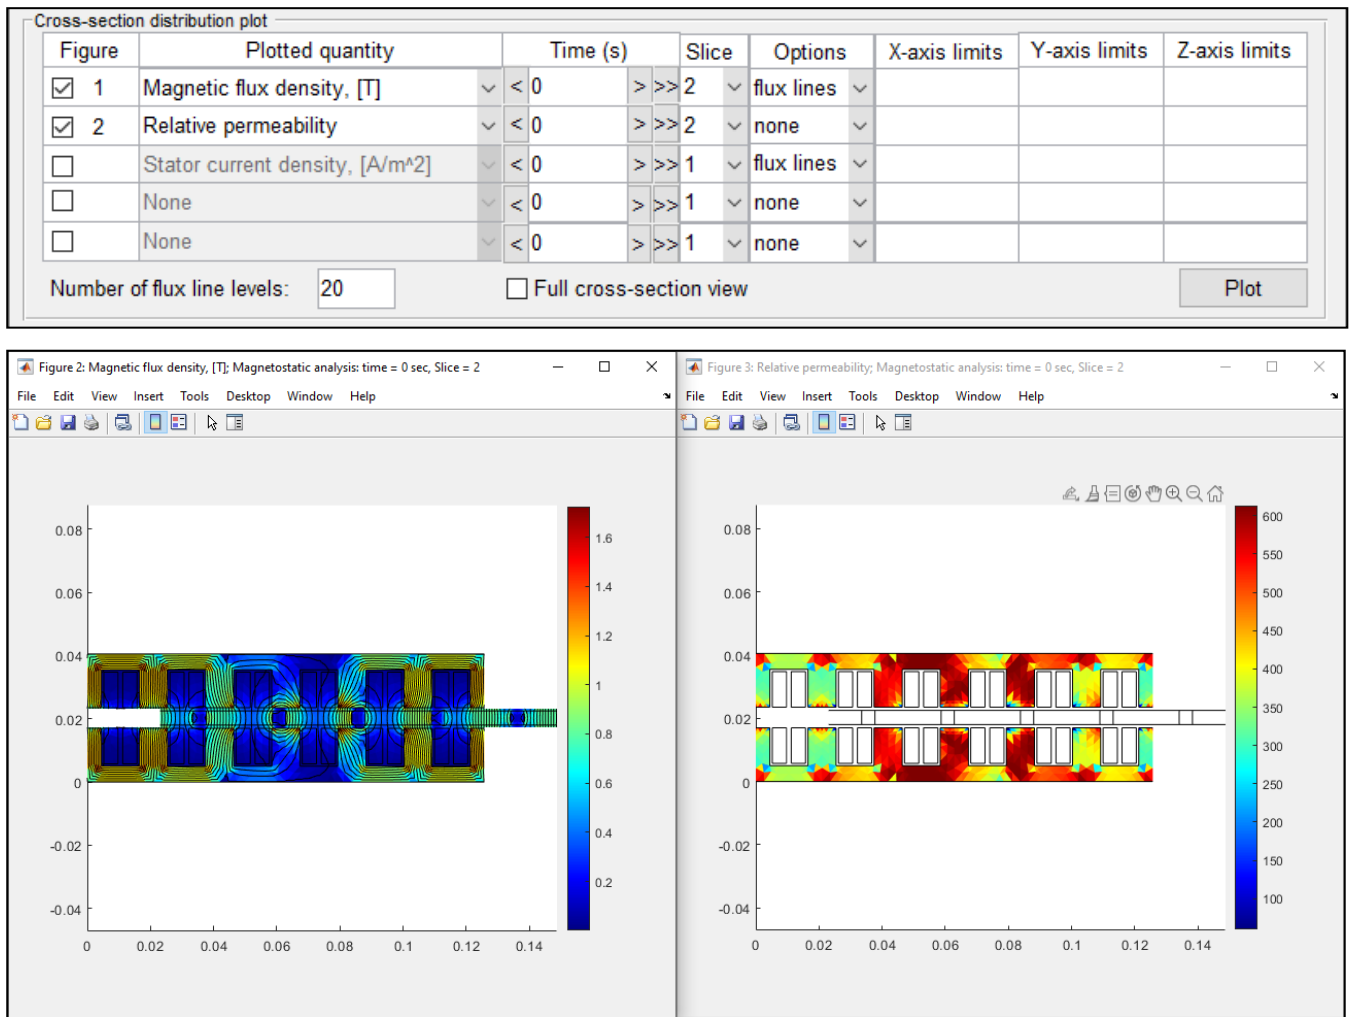 Cross-section distribution plot
Figure Plotted quantity Time (s) Slice Options X-axis limits Y-axis limits Z-axis limits
1 Magnetic flux density, [T] < 0 > >> 2 flux lines
2 Relative permeability < 0 > >> 2 none
Stator current density, [A/m^2] < 0 > >> 1 flux lines
None < 0 > >> 1 none
None < 0 > >> 1 none
Number of flux line levels: 20 Full cross-section view Plot
Figure 2: Magnetic flux density, [T]; Magnetostatic analysis: time = 0 sec, Slice = 2
File Edit View Insert Tools Desktop Window Help
0.08
0.06
0.04
0.02
0
-0.02
-0.04
0 0.02 0.04 0.06 0.08 0.1 0.12 0.14
1.6
1.4
1.2
1
0.8
0.6
0.4
0.2
Figure 3: Relative permeability; Magnetostatic analysis: time = 0 sec, Slice = 2
File Edit View Insert Tools Desktop Window Help
0.08
0.06
0.04
0.02
0
-0.02
-0.04
0 0.02 0.04 0.06 0.08 0.1 0.12 0.14
600
550
500
450
400
350
300
250
200
150
100